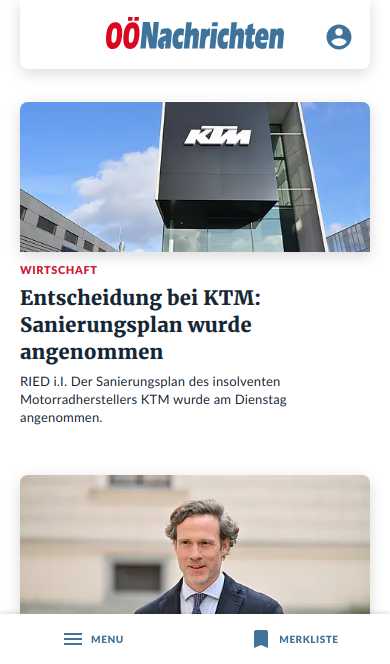 OÖNachrichten
KTM
WIRTSCHAFT
Entscheidung bei KTM:
Sanierungsplan wurde
angenommen
RIED i.I. Der Sanierungsplan des insolventen
Motorradherstellers KTM wurde am Dienstag
angenommen.
MENU
MERKLISTE